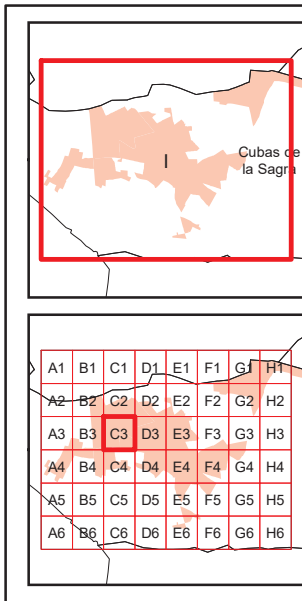 I
Cubas de
la Sagra
A1 B1 C1 D1 E1 F1 G1 H1
A2 B2 C2 D2 E2 F2 G2 H2
A3 B3 C3 D3 E3 F3 G3 H3
A4 B4 C4 D4 E4 F4 G4 H4
A5 B5 C5 D5 E5 F5 G5 H5
A6 B6 C6 D6 E6 F6 G6 H6